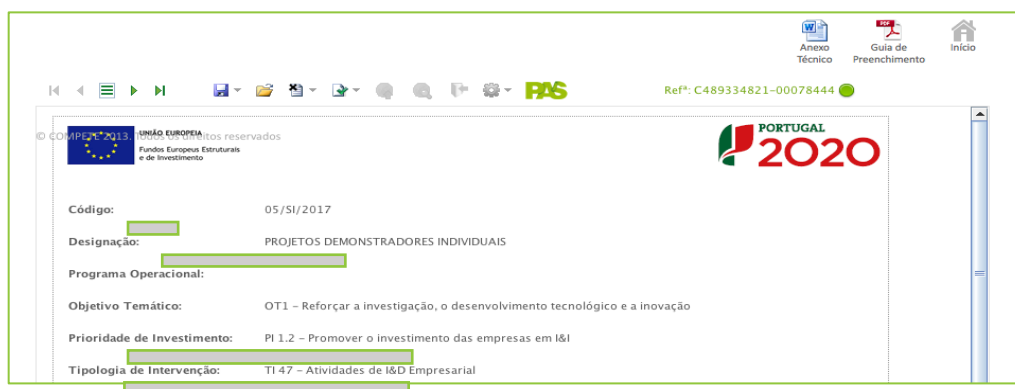 Anexo
Técnico
Guia de
Preenchimento
Início
PAS
Refª: C489334821-00078444
© COMPETE 2013. Todos os direitos reservados
UNIÃO EUROPEIA
Fundos Europeus Estruturais
e de Investimento
PORTUGAL
2020
Código: 05/SI/2017
Designação: PROJETOS DEMONSTRADORES INDIVIDUAIS
Programa Operacional:
Objetivo Temático: OT1 – Reforçar a investigação, o desenvolvimento tecnológico e a inovação
Prioridade de Investimento: PI 1.2 – Promover o investimento das empresas em I&I
Tipologia de Intervenção: TI 47 – Atividades de I&D Empresarial